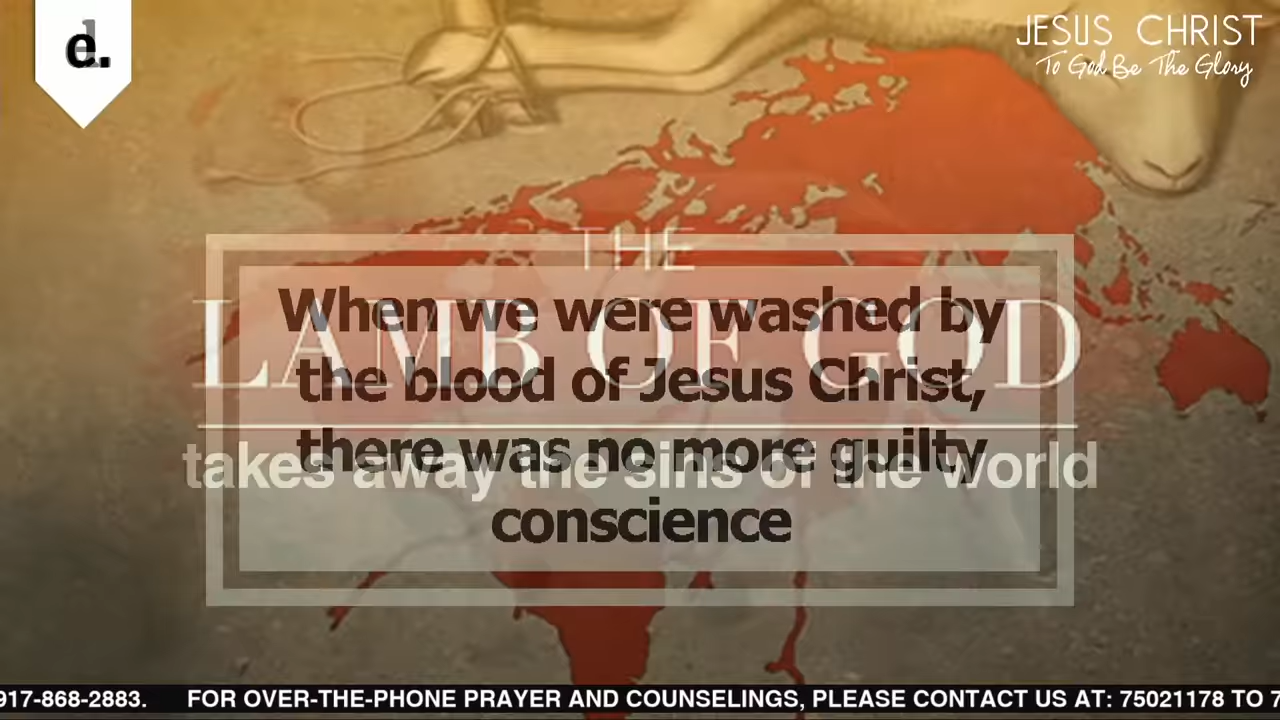 d.
JESUS CHRIST
To God Be The Glory
THE
LAMB OF GOD
takes away the sins of the world
When we were washed by
the blood of Jesus Christ,
there was no more guilty
conscience
917-868-2883. FOR OVER-THE-PHONE PRAYER AND COUNSELINGS, PLEASE CONTACT US AT: 75021178 TO 7